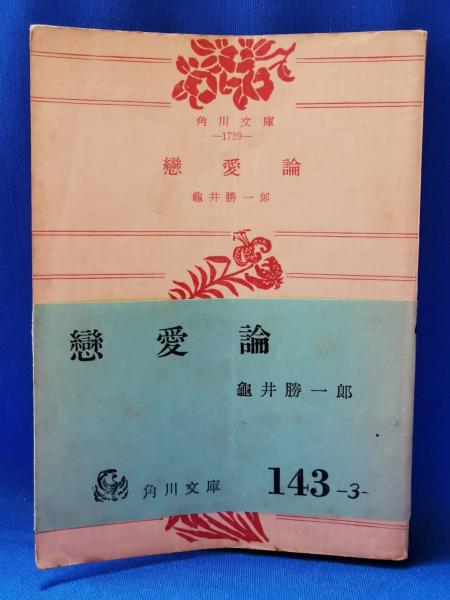 角川文庫
—1739—
戀愛論
龜井勝一郎
戀愛論
龜井勝一郎
角川文庫 143-3-